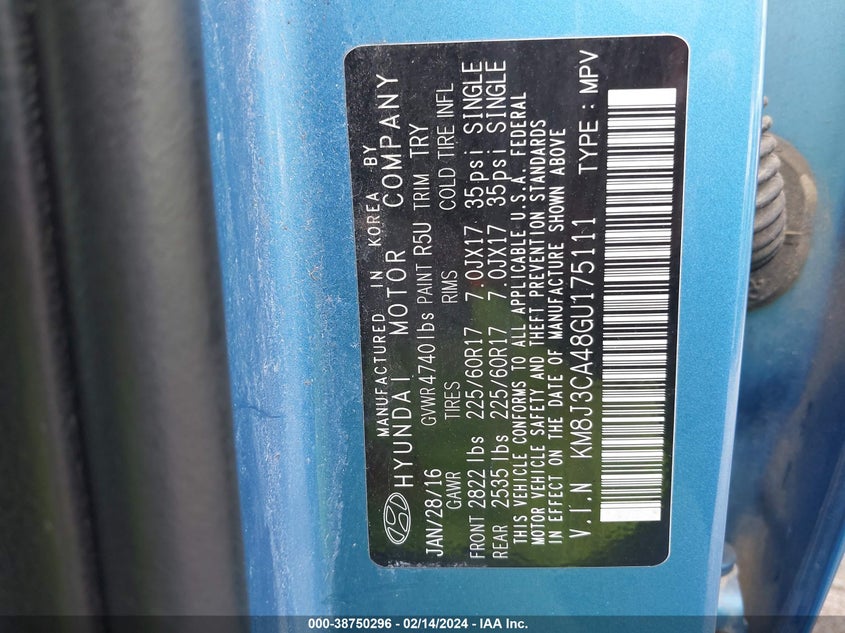 MANUFACTURED IN KOREA BY
HYUNDAI MOTOR COMPANY
JAN/28/16 GVWR 4740lbs PAINT R5U TRIM TRY
GAWR TIRES RIMS COLD TIRE INFL
FRONT 2822 lbs 225/60R17 7.0JX17 35psi SINGLE
REAR 2535 lbs 225/60R17 7.0JX17 35psi SINGLE
THIS VEHICLE CONFORMS TO ALL APPLICABLE U.S.A. FEDERAL
MOTOR VEHICLE SAFETY AND THEFT PREVENTION STANDARDS
IN EFFECT ON THE DATE OF MANUFACTURE SHOWN ABOVE
V.I.N KM8J3CA48GU175111 TYPE : MPV
000-38750296 - 02/14/2024 - IAA Inc.